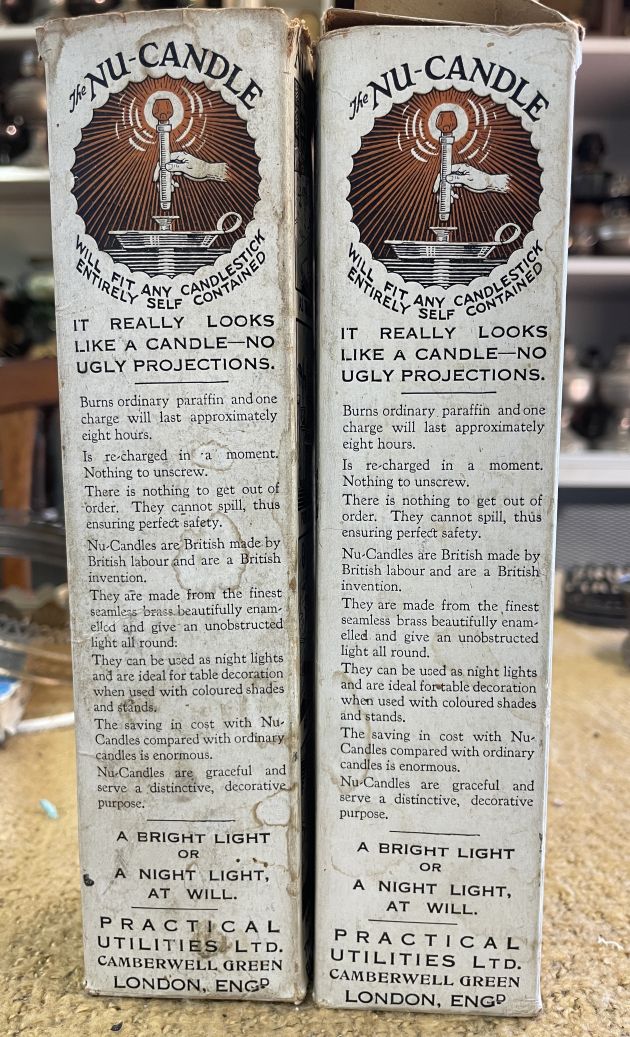 The NU-CANDLE
WILL FIT ANY CANDLESTICK
ENTIRELY SELF CONTAINED
IT REALLY LOOKS
LIKE A CANDLE—NO
UGLY PROJECTIONS.
Burns ordinary paraffin and one
charge will last approximately
eight hours.
Is re-charged in a moment.
Nothing to unscrew.
There is nothing to get out of
order. They cannot spill, thus
ensuring perfect safety.
Nu-Candles are British made by
British labour and are a British
invention.
They are made from the finest
seamless brass beautifully enam-
elled and give an unobstructed
light all round.
They can be used as night lights
and are ideal for table decoration
when used with coloured shades
and stands.
The saving in cost with Nu-
Candles compared with ordinary
candles is enormous.
Nu-Candles are graceful and
serve a distinctive, decorative
purpose.
A BRIGHT LIGHT
OR
A NIGHT LIGHT,
AT WILL.
PRACTICAL
UTILITIES LTD.
CAMBERWELL GREEN
LONDON, ENGD.
The NU-CANDLE
WILL FIT ANY CANDLESTICK
ENTIRELY SELF CONTAINED
IT REALLY LOOKS
LIKE A CANDLE—NO
UGLY PROJECTIONS.
Burns ordinary paraffin and one
charge will last approximately
eight hours.
Is re-charged in a moment.
Nothing to unscrew.
There is nothing to get out of
order. They cannot spill, thus
ensuring perfect safety.
Nu-Candles are British made by
British labour and are a British
invention.
They are made from the finest
seamless brass beautifully enam-
elled and give an unobstructed
light all round.
They can be used as night lights
and are ideal for table decoration
when used with coloured shades
and stands.
The saving in cost with Nu-
Candles compared with ordinary
candles is enormous.
Nu-Candles are graceful and
serve a distinctive, decorative
purpose.
A BRIGHT LIGHT
OR
A NIGHT LIGHT,
AT WILL.
PRACTICAL
UTILITIES LTD.
CAMBERWELL GREEN
LONDON, ENGD.